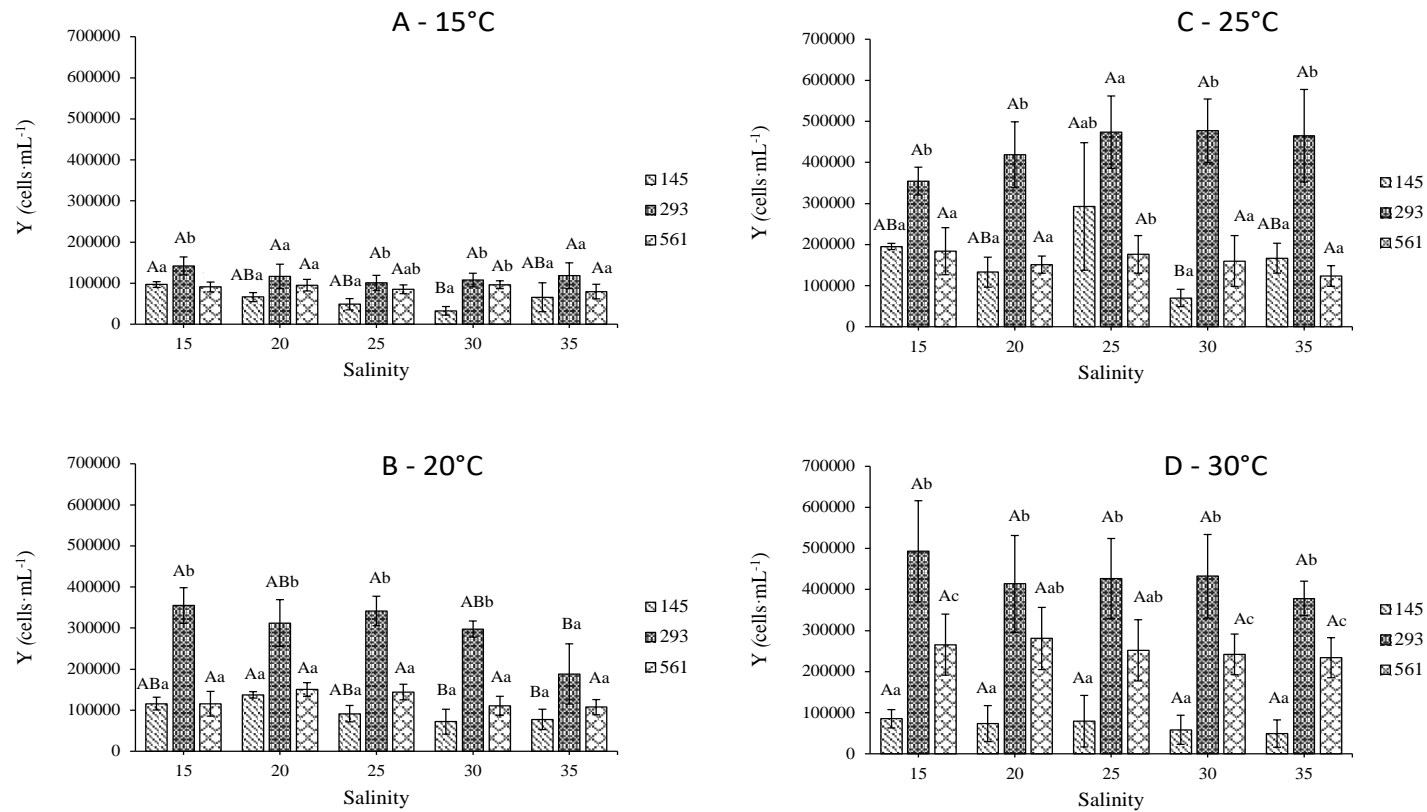 A - 15°C
Y (cells·mL-1)
700000
600000
500000
400000
300000
200000
100000
0
Aa Ab Aa ABa Aa Aa ABa Ab Aab Ba Ab Ab ABa Aa Aa
15 20 25 30 35
Salinity
145
293
561
C - 25°C
Y (cells·mL-1)
700000
600000
500000
400000
300000
200000
100000
0
ABa Ab Aa ABa Ab Aa Aab Aa Ab Ba Ab Aa ABa Ab Aa
15 20 25 30 35
Salinity
145
293
561
B - 20°C
Y (cells·mL-1)
700000
600000
500000
400000
300000
200000
100000
0
ABa Ab Aa Aa ABb Aa ABa Ab Aa Ba ABb Aa Ba Ba Aa
15 20 25 30 35
Salinity
145
293
561
D - 30°C
Y (cells·mL-1)
700000
600000
500000
400000
300000
200000
100000
0
Aa Ab Ac Aa Ab Aab Aa Ab Aab Aa Ab Ac Aa Ab Ac
15 20 25 30 35
Salinity
145
293
561